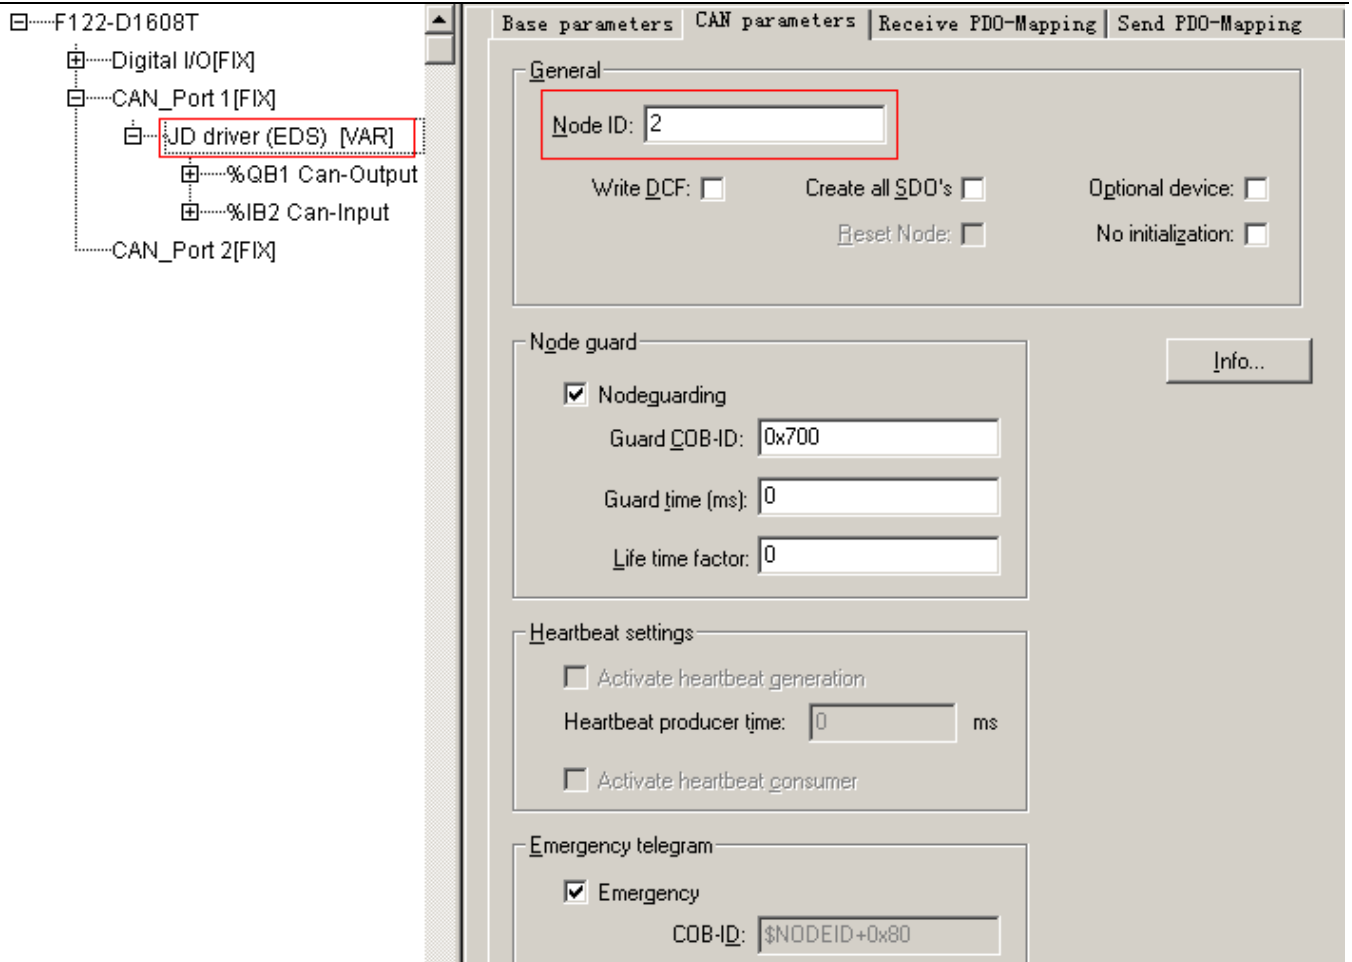 F122-D1608T
Digital I/O[FIX]
CAN_Port 1[FIX]
JD driver (EDS) [VAR]
%QB1 Can-Output
%IB2 Can-Input
CAN_Port 2[FIX]
Base parameters CAN parameters Receive PDO-Mapping Send PDO-Mapping
General
Node ID: 2
Write DCF: Create all SDO's Optional device:
Reset Node: No initialization:
Node guard
Info...
Nodeguarding
Guard COB-ID: 0x700
Guard time (ms): 0
Life time factor: 0
Heartbeat settings
Activate heartbeat generation
Heartbeat producer time: 0 ms
Activate heartbeat consumer
Emergency telegram
Emergency
COB-ID: $NODEID+0x80